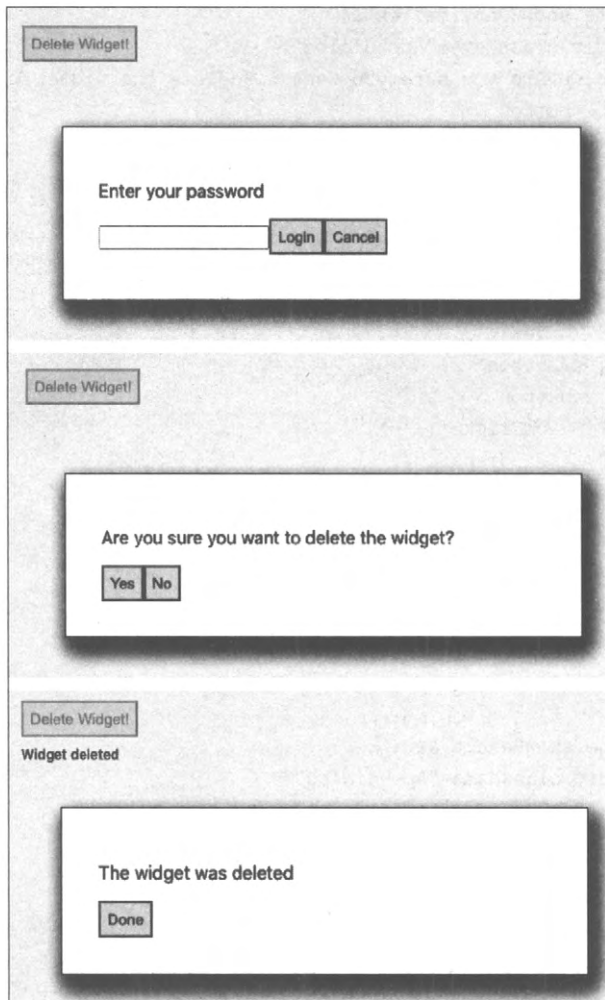 Delete Widget!
Enter your password
Login Cancel
Delete Widget!
Are you sure you want to delete the widget?
Yes No
Delete Widget!
Widget deleted
The widget was deleted
Done